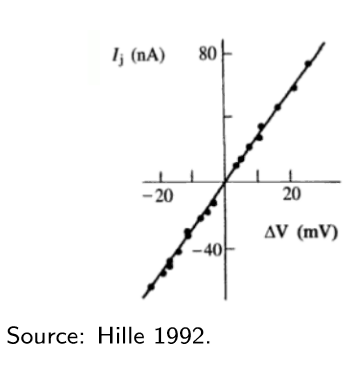 I_j (nA)
80
−20
20
ΔV (mV)
−40
Source: Hille 1992.